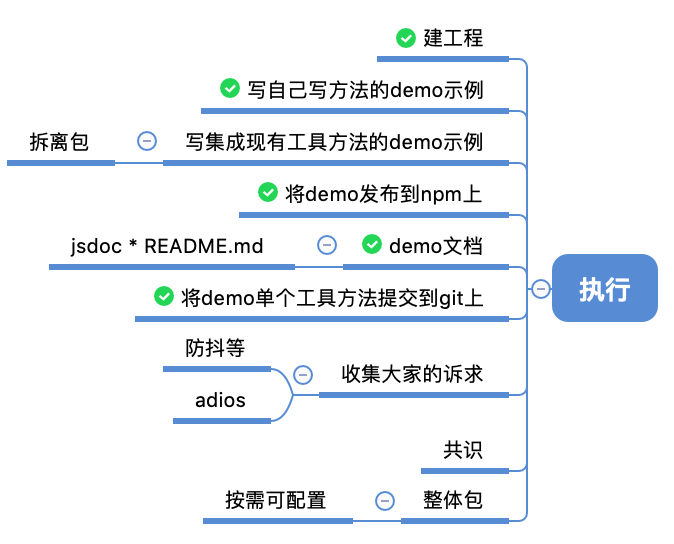 建工程
写自己写方法的demo示例
拆离包
写集成现有工具方法的demo示例
将demo发布到npm上
jsdoc * README.md
demo文档
将demo单个工具方法提交到git上
执行
防抖等
收集大家的诉求
adios
共识
按需可配置
整体包